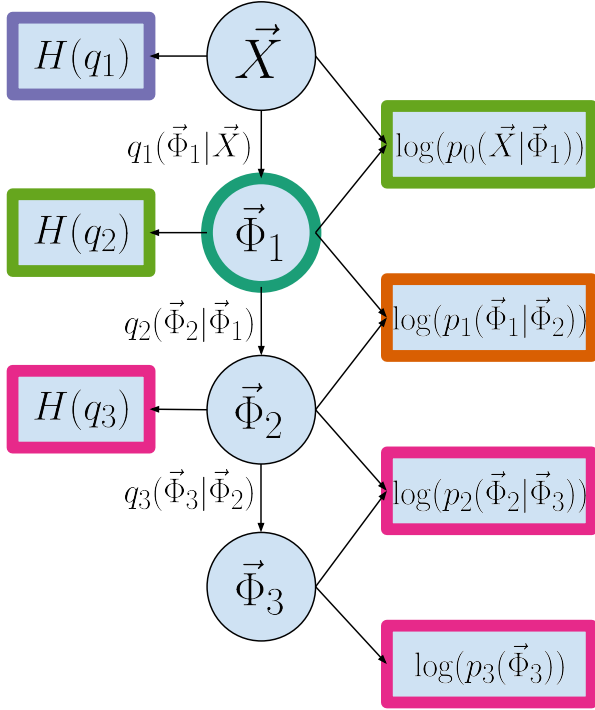 H(q₁)
X⃗
q₁(Φ⃗₁|X⃗)
log(p₀(X⃗|Φ⃗₁))
H(q₂)
Φ⃗₁
q₂(Φ⃗₂|Φ⃗₁)
log(p₁(Φ⃗₁|Φ⃗₂))
H(q₃)
Φ⃗₂
q₃(Φ⃗₃|Φ⃗₂)
log(p₂(Φ⃗₂|Φ⃗₃))
Φ⃗₃
log(p₃(Φ⃗₃))